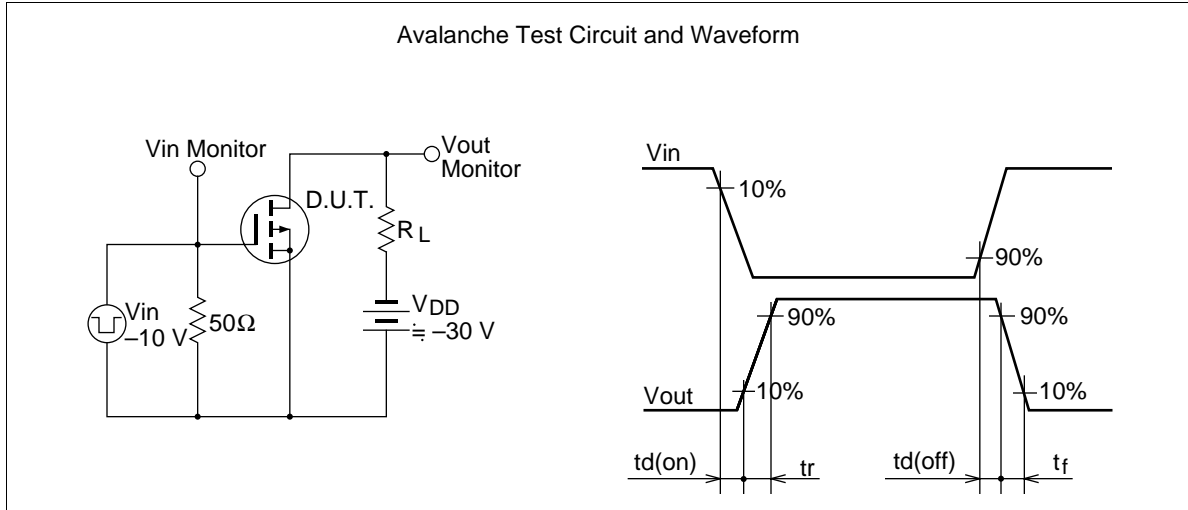 Avalanche Test Circuit and Waveform
Vin Monitor
Vout
Monitor
D.U.T.
RL
Vin
–10 V
50Ω
VDD
≒ –30 V
Vin
10%
90%
90%
90%
10%
10%
Vout
td(on)
tr
td(off)
tf